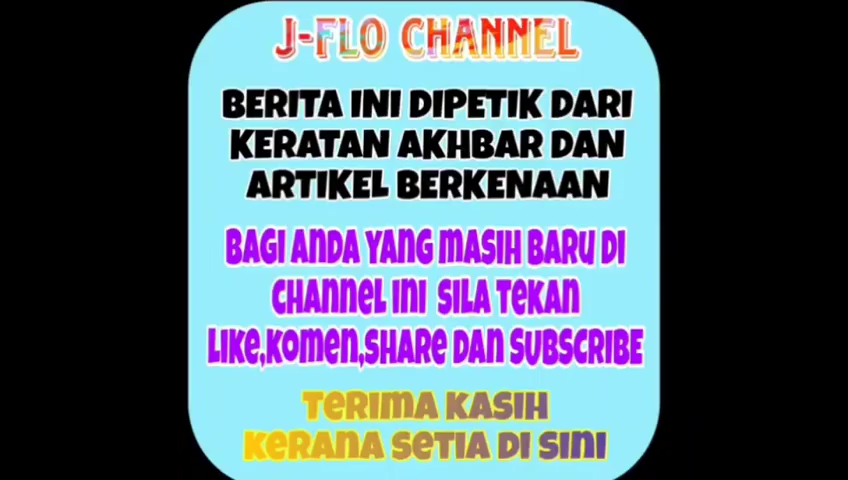 J-FLO CHANNEL
BERITA INI DIPETIK DARI
KERATAN AKHBAR DAN
ARTIKEL BERKENAAN
BAGI ANDA YANG MASIH BARU DI
CHANNEL INI SILA TEKAN
LIKE,KOMEN,SHARE DAN SUBSCRIBE
TERIMA KASIH
KERANA SETIA DI SINI